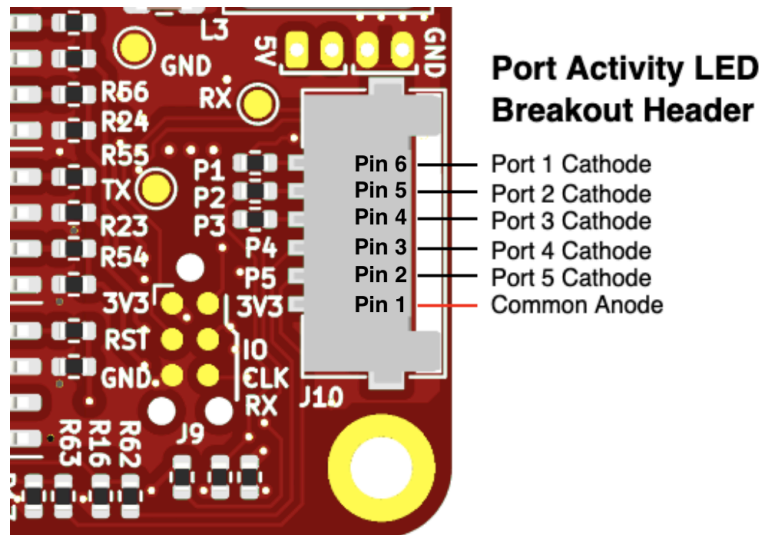 L3
5V
GND
GND
Port Activity LED
Breakout Header
R56
RX
R24
R55
P1
Pin 6
Port 1 Cathode
TX
P2
Pin 5
Port 2 Cathode
R23
P3
Pin 4
Port 3 Cathode
R54
P4
Pin 3
Port 4 Cathode
P5
Pin 2
Port 5 Cathode
3V3
3V3
Pin 1
Common Anode
RST
IO
GND
CLK
RX
J10
J9
R63
R16
R62